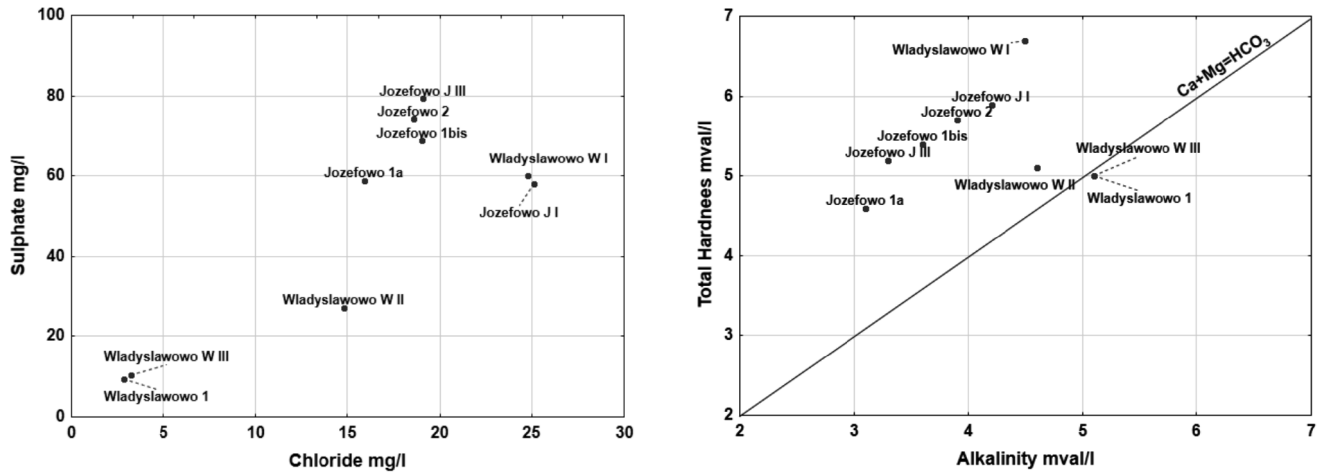 100
80
60
40
20
0
Sulphate mg/l
Jozefowo J III
Jozefowo 2
Jozefowo 1bis
Jozefowo 1a
Wladyslawowo W I
Jozefowo J I
Wladyslawowo W II
Wladyslawowo W III
Wladyslawowo 1
0 5 10 15 20 25 30
Chloride mg/l
7
6
5
4
3
2
Total Hardnees mval/l
Wladyslawowo W I
Ca+Mg=HCO3
Jozefowo J I
Jozefowo 2
Jozefowo 1bis
Jozefowo J III
Wladyslawowo W III
Wladyslawowo W II
Wladyslawowo 1
Jozefowo 1a
2 3 4 5 6 7
Alkalinity mval/l